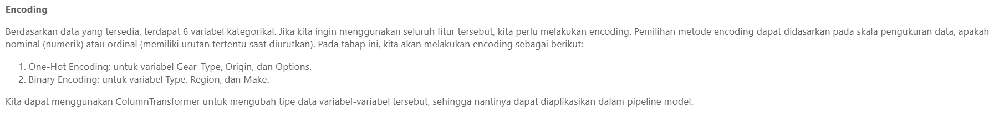 Encoding
Berdasarkan data yang tersedia, terdapat 6 variabel kategorikal. Jika kita ingin menggunakan seluruh fitur tersebut, kita perlu melakukan encoding. Pemilihan metode encoding dapat didasarkan pada skala pengukuran data, apakah
nominal (numerik) atau ordinal (memiliki urutan tertentu saat diurutkan). Pada tahap ini, kita akan melakukan encoding sebagai berikut:
1. One-Hot Encoding: untuk variabel Gear_Type, Origin, dan Options.
2. Binary Encoding: untuk variabel Type, Region, dan Make.
Kita dapat menggunakan ColumnTransformer untuk mengubah tipe data variabel-variabel tersebut, sehingga nantinya dapat diaplikasikan dalam pipeline model.